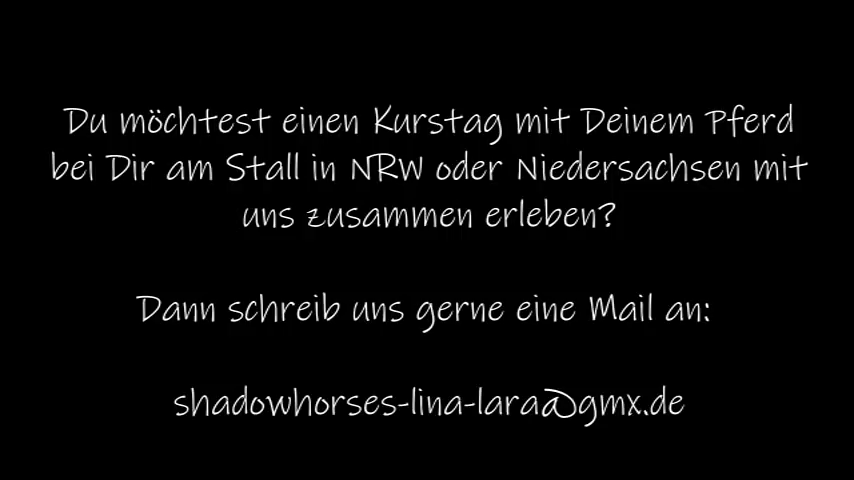 Du möchtest einen Kurstag mit Deinem Pferd
bei Dir am Stall in NRW oder Niedersachsen mit
uns zusammen erleben?
Dann schreib uns gerne eine Mail an:
shadowhorses-lina-lara@gmx.de